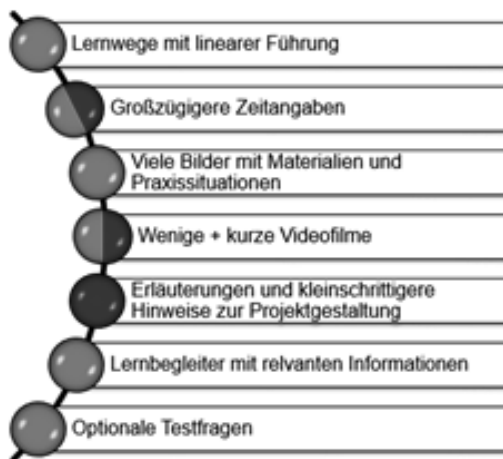 Lernwege mit linearer Führung
Großzügigere Zeitangaben
Viele Bilder mit Materialien und
Praxissituationen
Wenige + kurze Videofilme
Erläuterungen und kleinschrittigere
Hinweise zur Projektgestaltung
Lernbegleiter mit relvanten Informationen
Optionale Testfragen